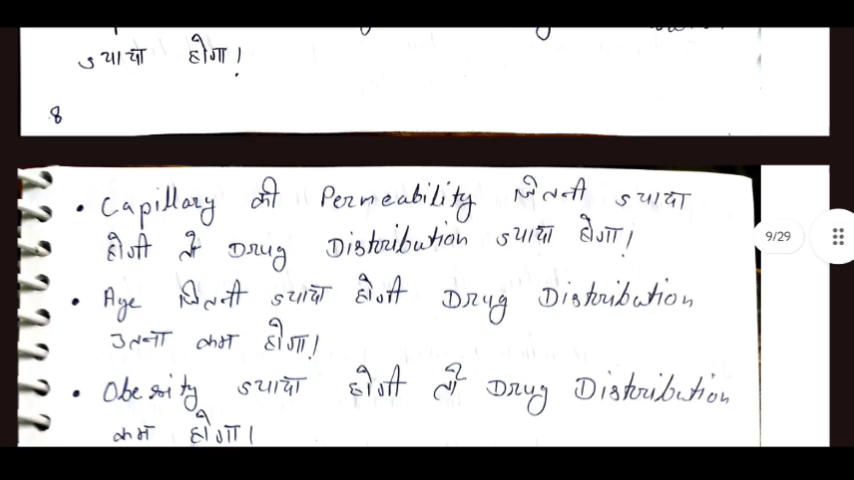 ज्यादा होगा!
8
• Capillary की Permeability जितनी ज्यादा
होगी तो Drug Distribution ज्यादा होगा!
9/29
• Age जितनी ज्यादा होगी Drug Distribution
उतना कम होगा!
• Obesity ज्यादा होगी तो Drug Distribution
कम होगा!